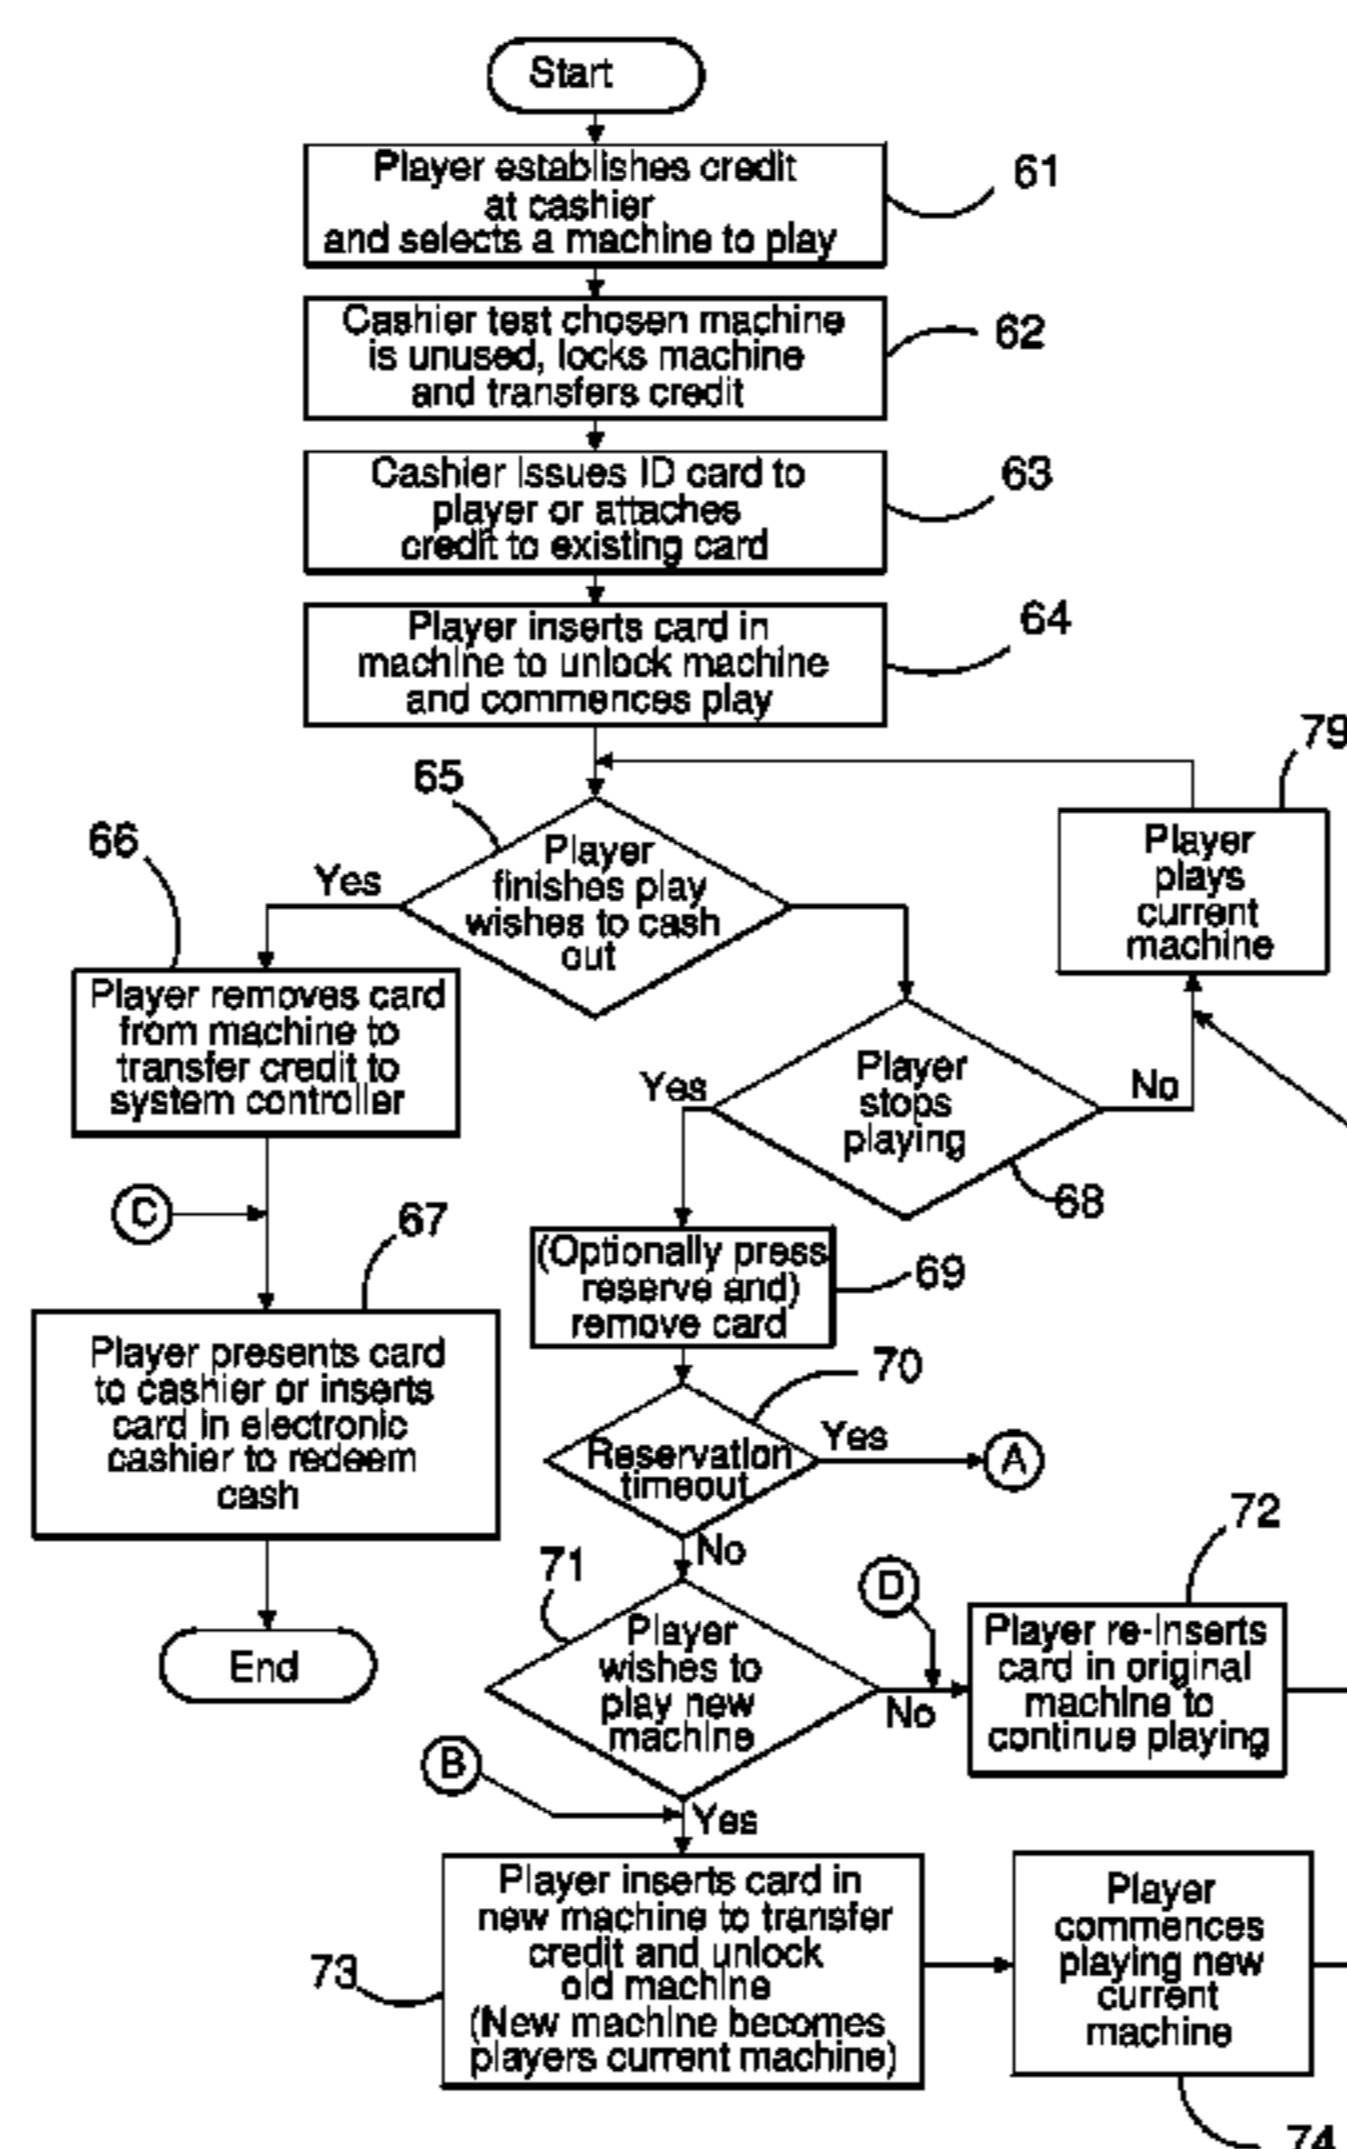 Start
Player establishes credit
at cashier
and selects a machine to play
61
Cashier test chosen machine
is unused, locks machine
and transfers credit
62
Cashier issues ID card to
player or attaches
credit to existing card
63
Player inserts card in
machine to unlock machine
and commences play
64
79
Player
plays
current
machine
65
Player
finishes play
wishes to cash
out
Yes
66
Player removes card
from machine to
transfer credit to
system controller
Player
stops
playing
Yes
No
68
C
67
Player presents card
to cashier or inserts
card in electronic
cashier to redeem
cash
End
(Optionally press
reserve and)
remove card
69
70
Reservation
timeout
Yes
A
No
71
Player
wishes to
play new
machine
D
No
72
Player re-inserts
card in original
machine to
continue playing
B
Yes
Player inserts card in
new machine to transfer
credit and unlock
old machine
(New machine becomes
players current machine)
73
Player
commences
playing new
current
machine
74